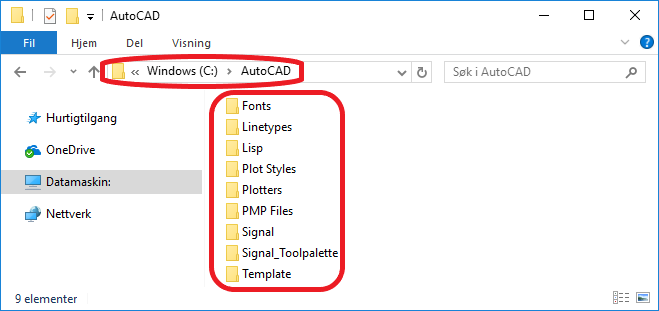 AutoCAD
Fil Hjem Del Visning
« Windows (C:) > AutoCAD Søk i AutoCAD
Hurtigtilgang
OneDrive
Datamaskin:
Nettverk
Fonts
Linetypes
Lisp
Plot Styles
Plotters
PMP Files
Signal
Signal_Toolpalette
Template
9 elementer